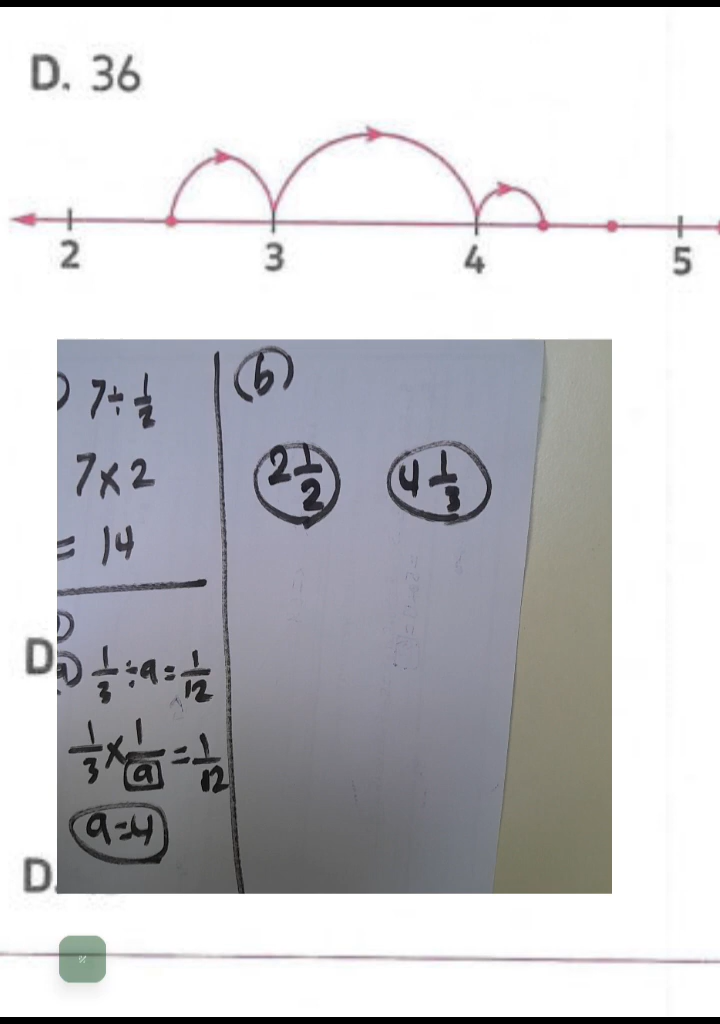 D. 36
2 3 4 5
7 ÷ 1/2
7 x 2
= 14
(b)
2 1/2 4 1/3
D
a) 1/3 ÷ a = 1/12
1/3 x 1/a = 1/12
a = 4
D.